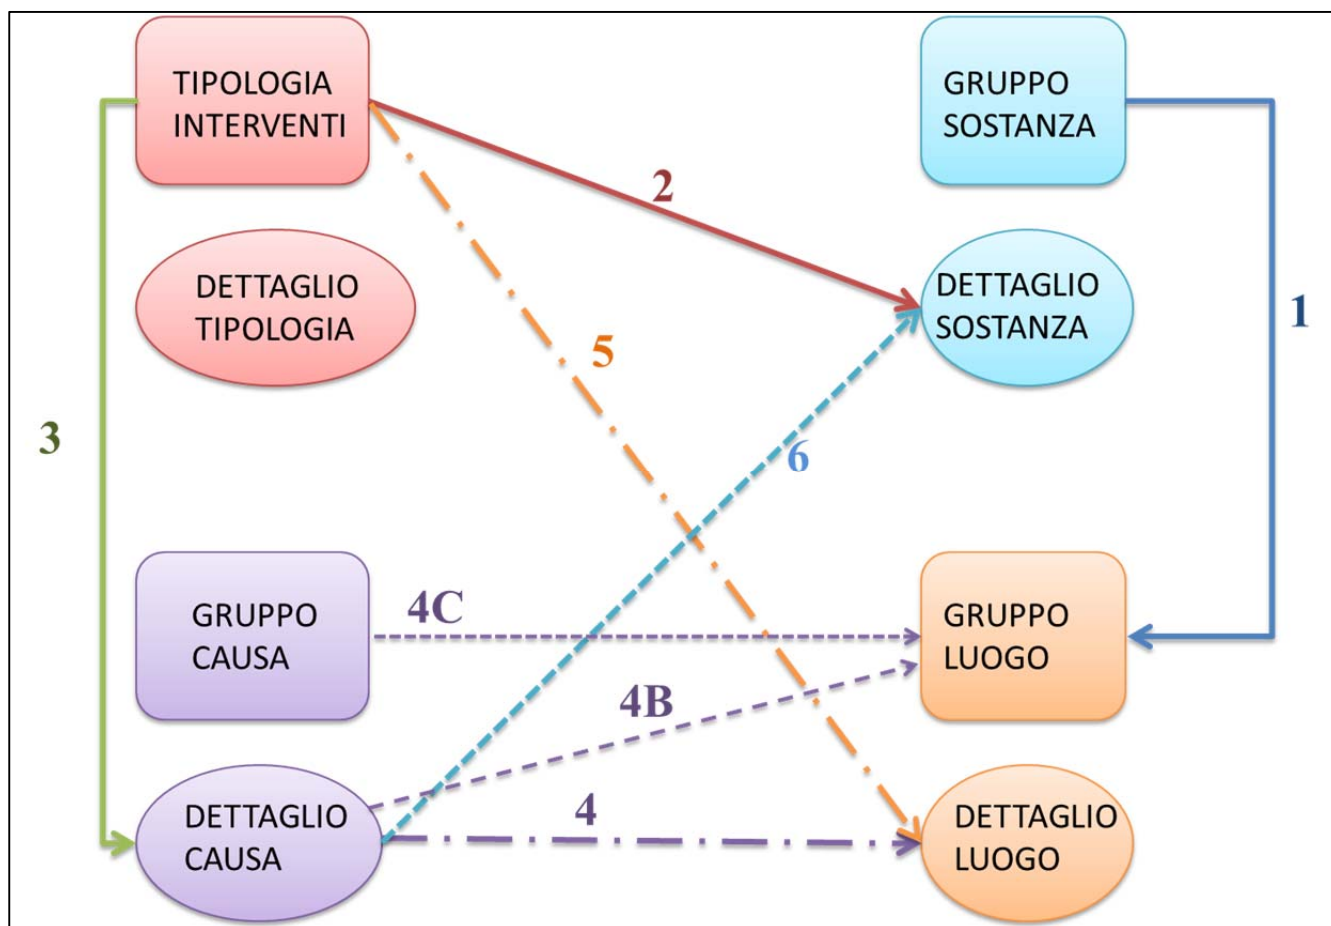 TIPOLOGIA
INTERVENTI
GRUPPO
SOSTANZA
2
DETTAGLIO
TIPOLOGIA
DETTAGLIO
SOSTANZA
1
5
3
6
GRUPPO
CAUSA
4C
GRUPPO
LUOGO
4B
DETTAGLIO
CAUSA
4
DETTAGLIO
LUOGO